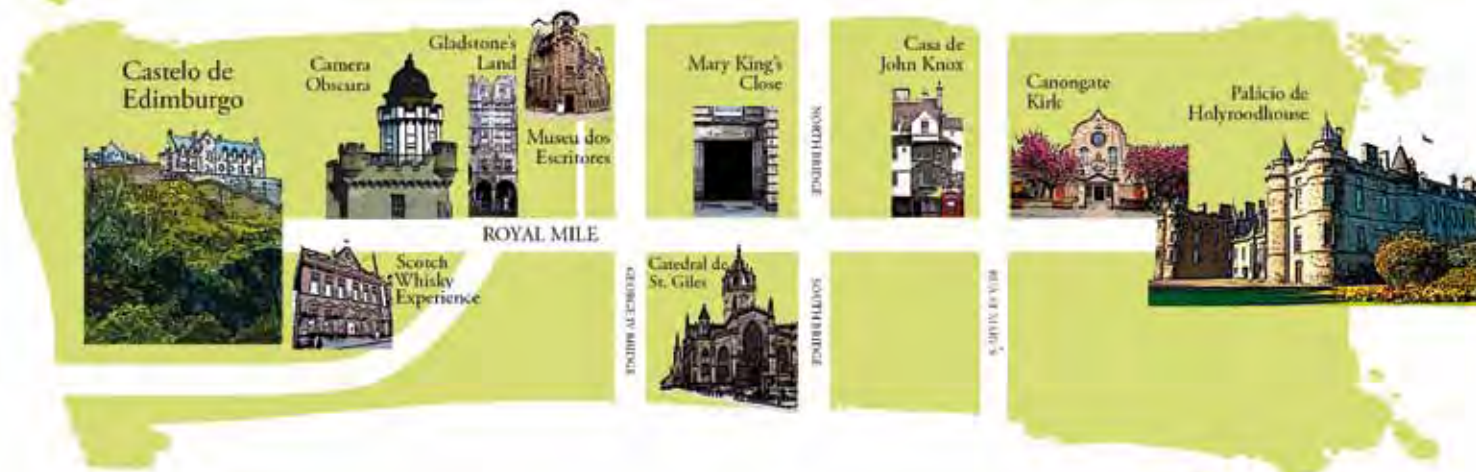 Castelo de
Edimburgo
Camera
Obscura
Gladstone's
Land
Museu dos
Escritores
Mary King's
Close
NORTH BRIDGE
Casa de
John Knox
Canongate
Kirk
Palácio de
Holyroodhouse
ROYAL MILE
Scotch
Whisky
Experience
GEORGE IV BRIDGE
Catedral de
St. Giles
SOUTH BRIDGE
RUA ST MARY'S